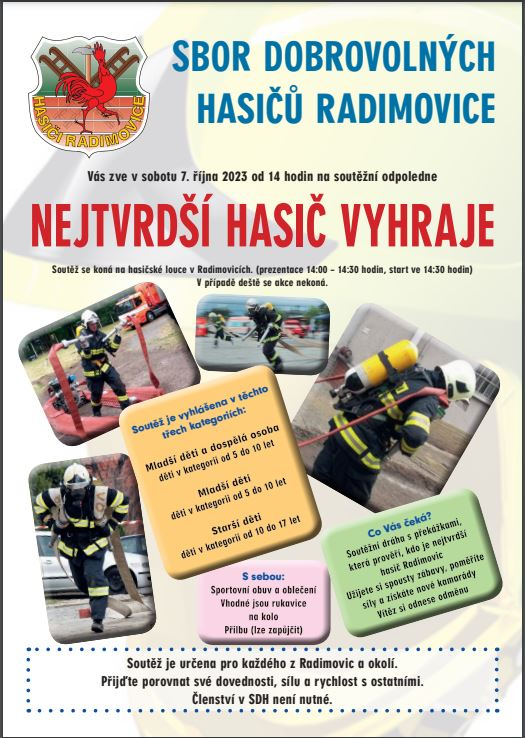 SBOR DOBROVOLNÝCH
HASIČŮ RADIMOVICE
HASIČI RADIMOVICE
Vás zve v sobotu 7. října 2023 od 14 hodin na soutěžní odpoledne
NEJTVRDŠÍ HASIČ VYHRAJE
Soutěž se koná na hasičské louce v Radimovicích. (prezentace 14:00 – 14:30 hodin, start ve 14:30 hodin)
V případě deště se akce nekoná.
Soutěž je vyhlášena v těchto
třech kategoriích:
Mladší děti a dospělá osoba
děti v kategorii od 5 do 10 let
Mladší děti
děti v kategorii od 5 do 10 let
Starší děti
děti v kategorii od 10 do 17 let
S sebou:
Sportovní obuv a oblečení
Vhodné jsou rukavice
na kolo
Přilbu (lze zapůjčit)
Co Vás čeká?
Soutěžní dráha s překážkami,
která prověří, kdo je nejtvrdší
hasič Radimovic
Užijete si spousty zábavy, poměříte
síly a získáte nové kamarády
Vítěz si odnese odměnu
Soutěž je určena pro každého z Radimovic a okolí.
Přijďte porovnat své dovednosti, sílu a rychlost s ostatními.
Členství v SDH není nutné.